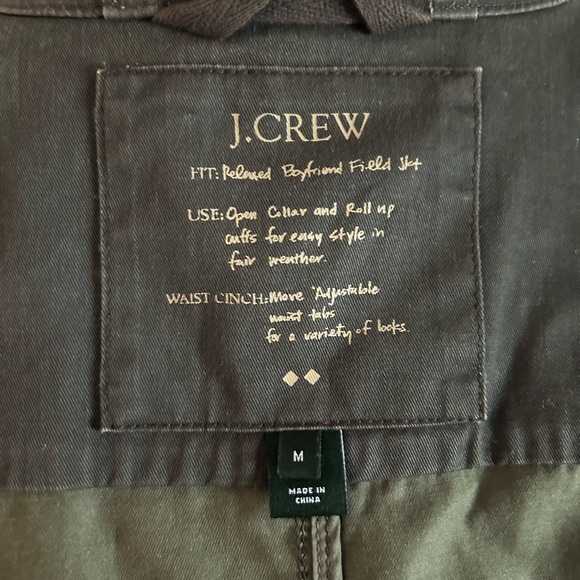 J.CREW
FIT: Relaxed Boyfriend Field Jkt
USE: Open Collar and Roll up
cuffs for easy style in
fair weather.
WAIST CINCH: Move Adjustable
waist tabs
for a variety of looks.
M
MADE IN
CHINA